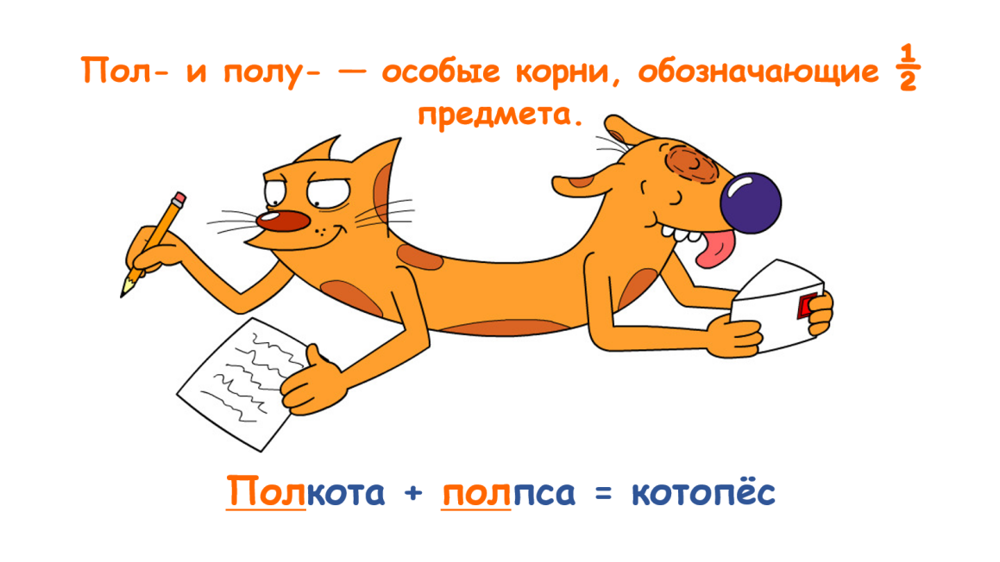 Пол- и полу- — особые корни, обозначающие ½
предмета.
Полкота + полпса = котопёс